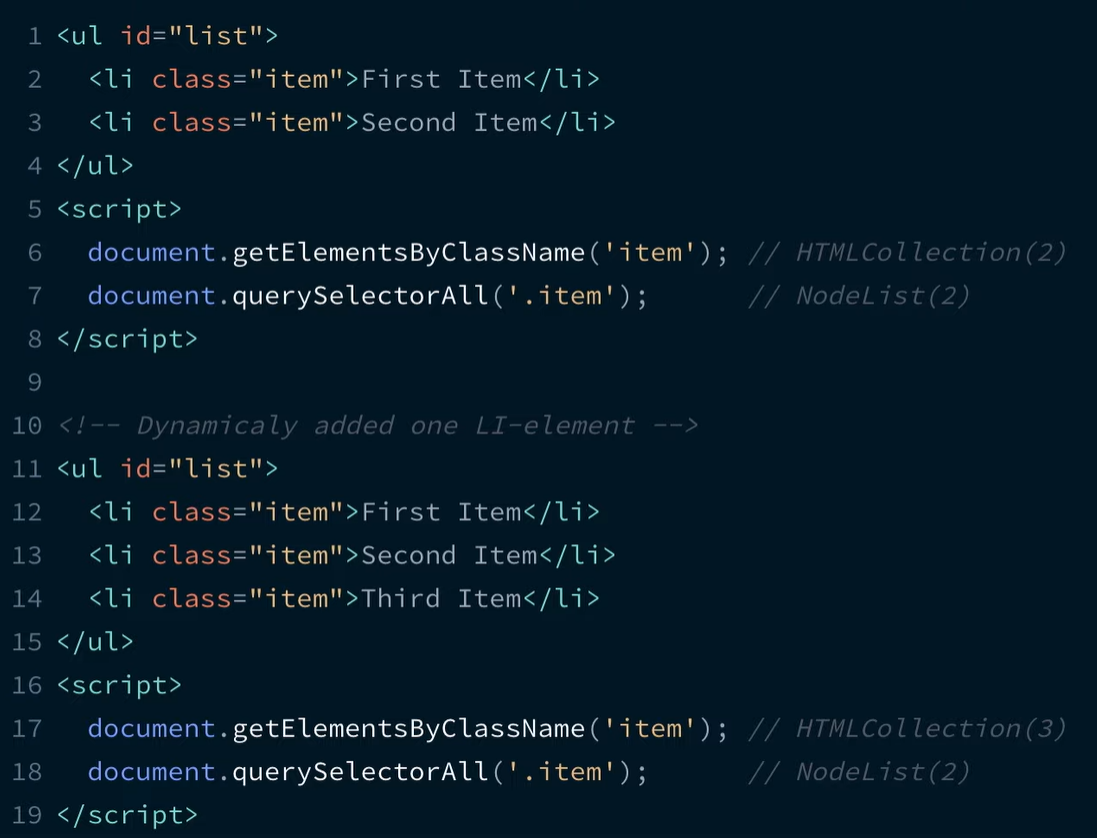 1 <ul id="list">
2   <li class="item">First Item</li>
3   <li class="item">Second Item</li>
4 </ul>
5 <script>
6   document.getElementsByClassName('item'); // HTMLCollection(2)
7   document.querySelectorAll('.item');      // NodeList(2)
8 </script>
9
10 <!-- Dynamicaly added one LI-element -->
11 <ul id="list">
12   <li class="item">First Item</li>
13   <li class="item">Second Item</li>
14   <li class="item">Third Item</li>
15 </ul>
16 <script>
17   document.getElementsByClassName('item'); // HTMLCollection(3)
18   document.querySelectorAll('.item');      // NodeList(2)
19 </script>